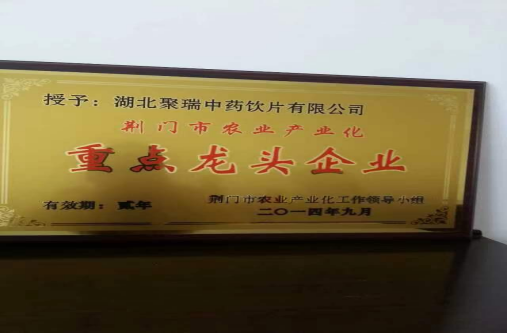 授予：湖北聚瑞中药饮片有限公司
荆门市农业产业化
重点龙头企业
有效期：贰年
荆门市农业产业化工作领导小组
二〇一四年九月